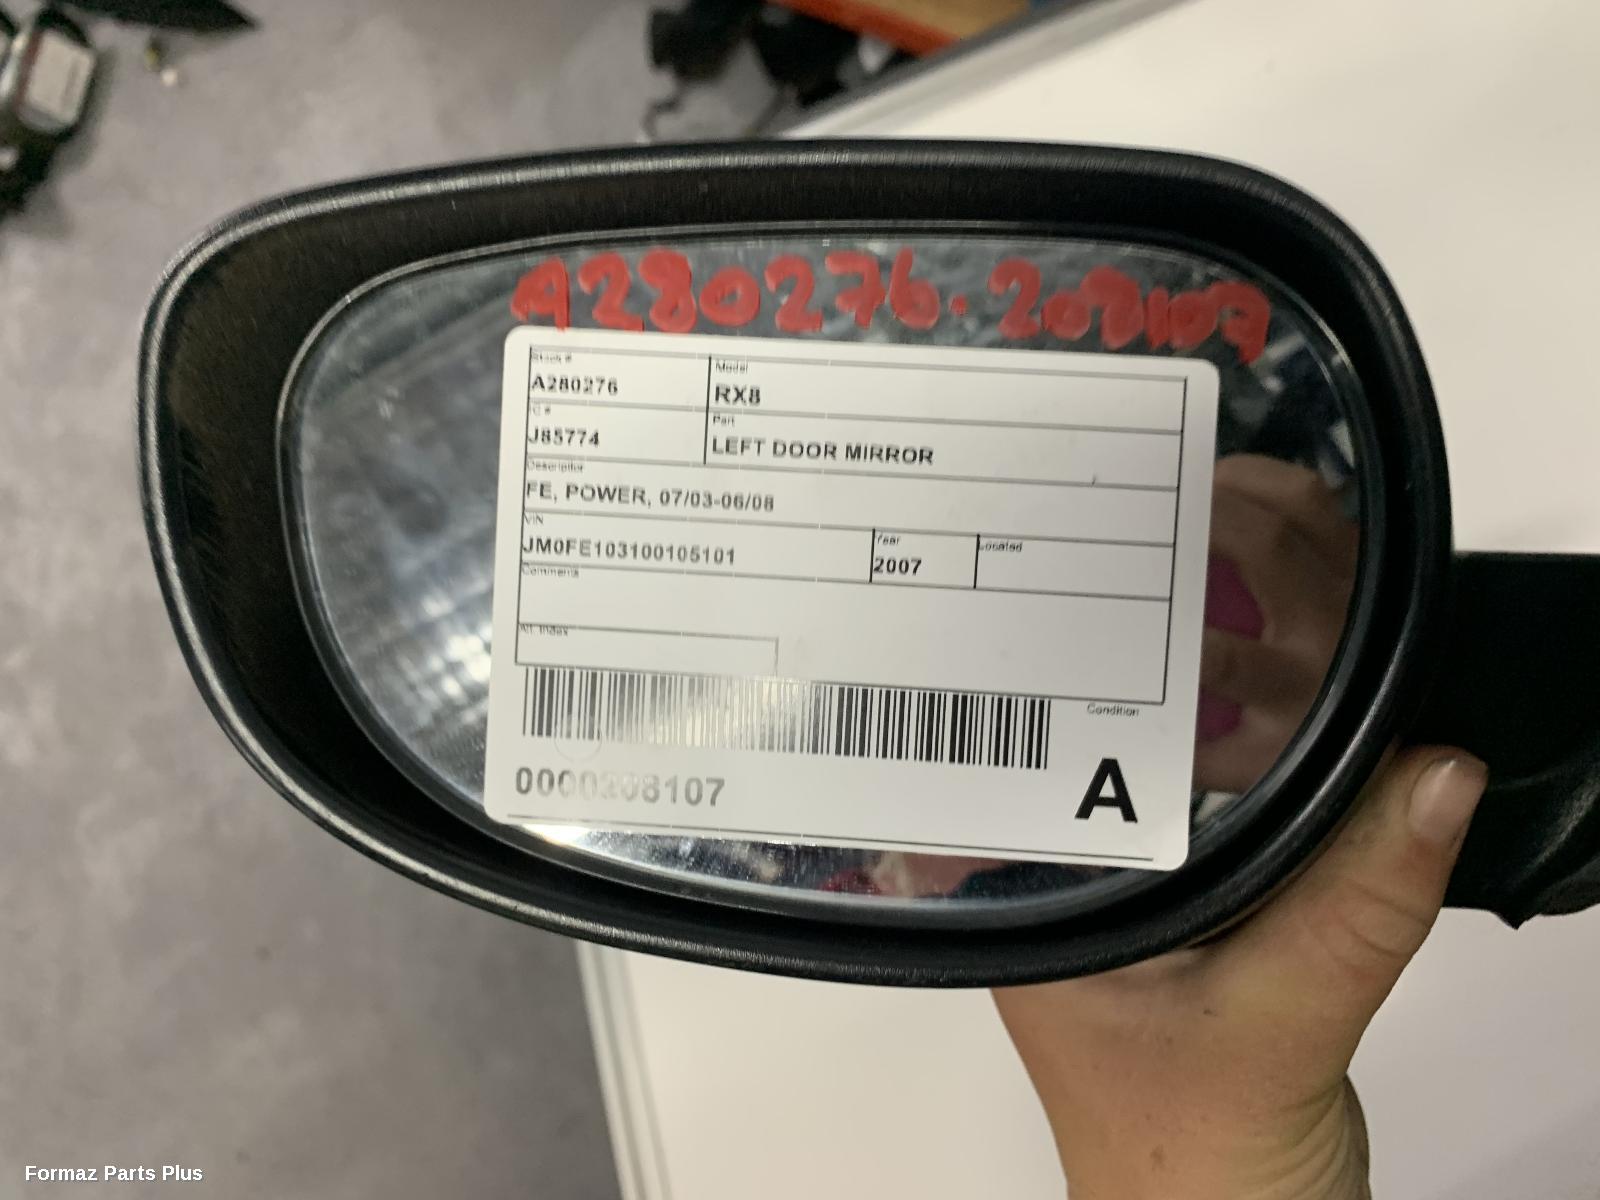 A280276.208107
Stock #
A280276
Model
RX8
IC #
J85774
Part
LEFT DOOR MIRROR
Description
FE, POWER, 07/03-06/08
VIN
JM0FE103100105101
Year
2007
Located
Comments
Int. Index
Condition
0000208107
A
Formaz Parts Plus